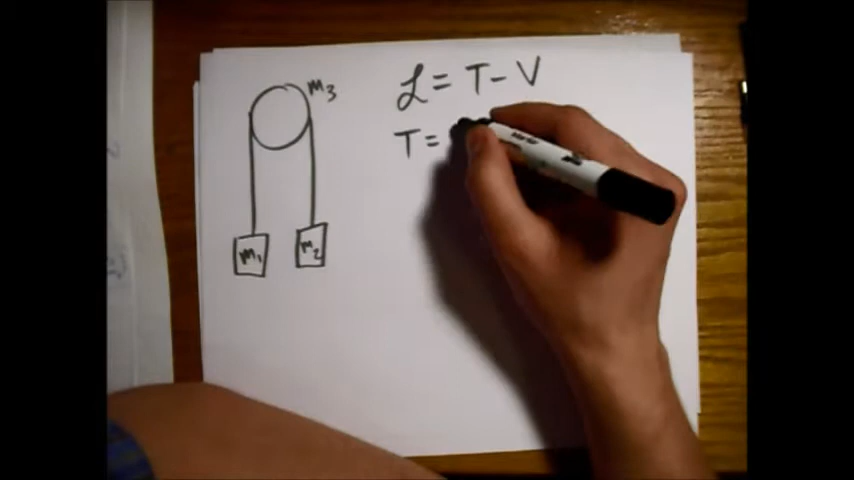 m₃
ℒ = T - V
T =
m₁
m₂